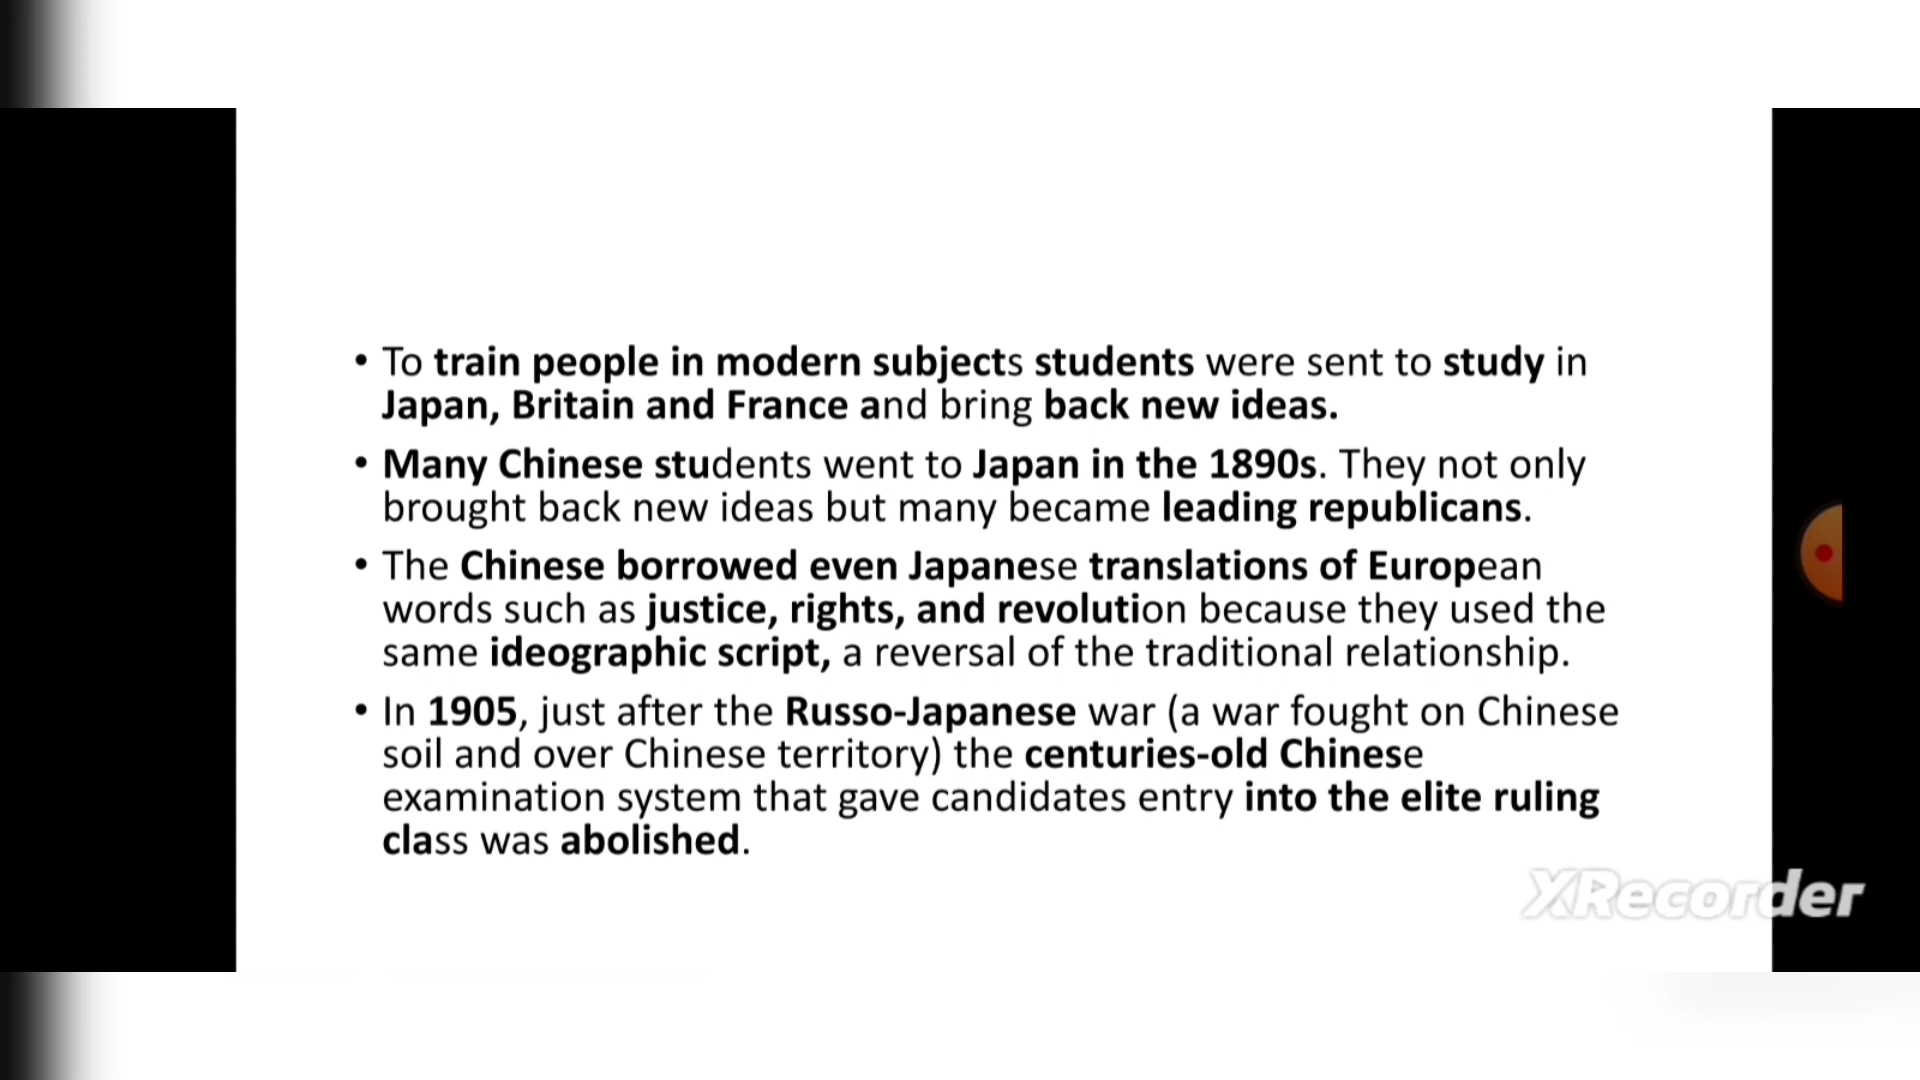 • To train people in modern subjects students were sent to study in
Japan, Britain and France and bring back new ideas.
• Many Chinese students went to Japan in the 1890s. They not only
brought back new ideas but many became leading republicans.
• The Chinese borrowed even Japanese translations of European
words such as justice, rights, and revolution because they used the
same ideographic script, a reversal of the traditional relationship.
• In 1905, just after the Russo-Japanese war (a war fought on Chinese
soil and over Chinese territory) the centuries-old Chinese
examination system that gave candidates entry into the elite ruling
class was abolished.
XRecorder